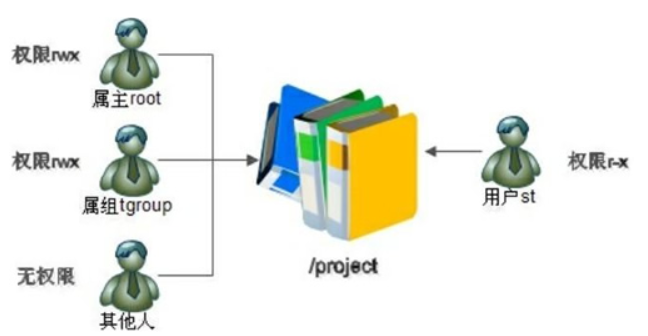 权限rwx
属主root
权限rwx
属组tgroup
无权限
其他人
/project
用户st
权限r-x